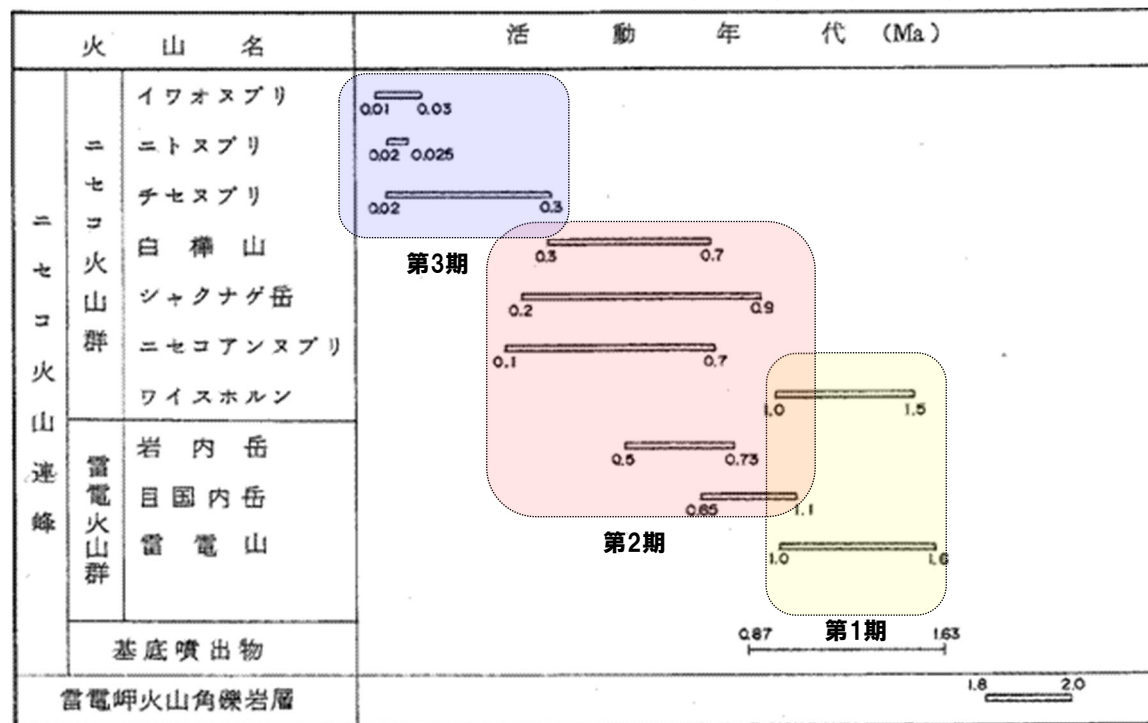 火山名 活動年代 (Ma)
ニセコ火山連峰
ニセコ火山群
イワオヌプリ 0.01 0.03
ニトヌプリ 0.02 0.025
チセヌプリ 0.02 0.3
第3期
白樺山 0.3 0.7
シャクナゲ岳 0.2 0.9
ニセコアンヌプリ 0.1 0.7
ワイスホルン 1.0 1.5
雷電火山群
岩内岳 0.5 0.73
目国内岳 0.65 1.1
第2期
雷電山 1.0 1.6
第1期
基底噴出物 0.87 1.63
雷電岬火山角礫岩層 1.8 2.0